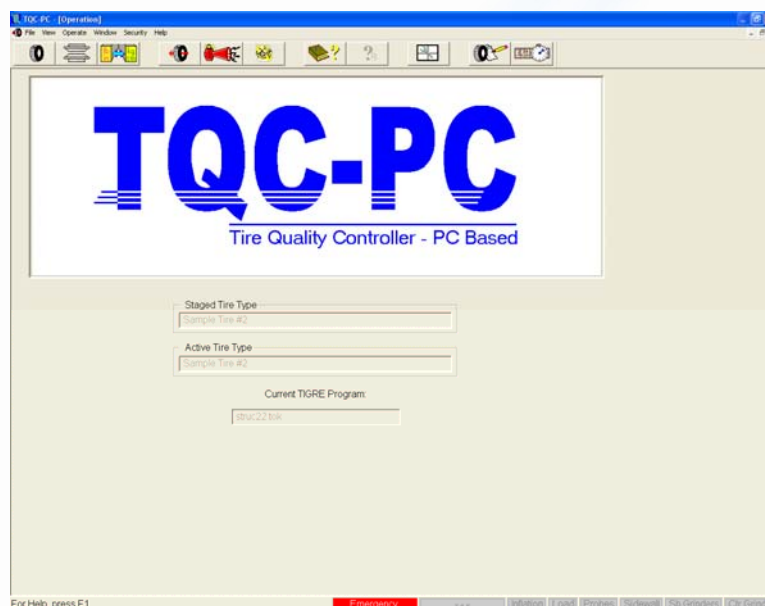 TQC-PC - [Operation]
File View Operate Window Security Help
TQC-PC
Tire Quality Controller - PC Based
Staged Tire Type
Sample Tire #2
Active Tire Type
Sample Tire #2
Current TIGRE Program:
struc22.tok
For Help, press F1
Emergency
Inflation Load Probes Sidewall Sh Grinders Ctr Grin